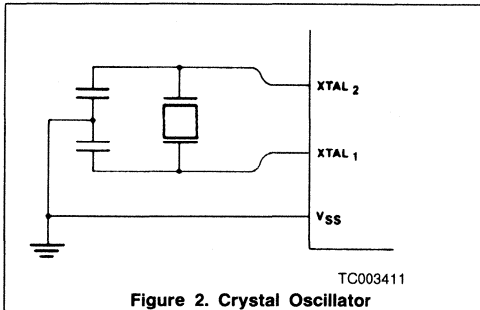 XTAL 2
XTAL 1
VSS
TC003411
Figure 2. Crystal Oscillator